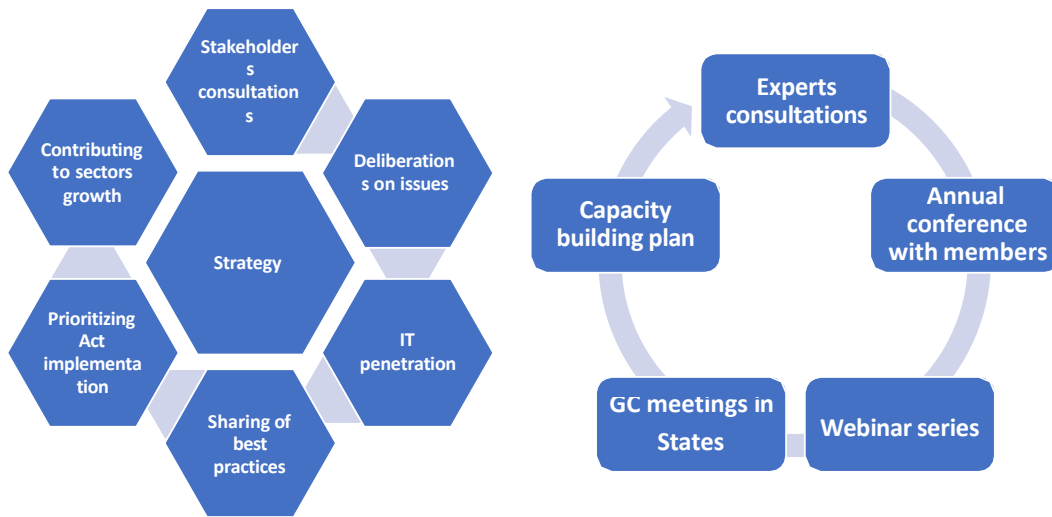 Stakeholder
s
consultation
s
Deliberation
s on issues
IT
penetration
Sharing of
best
practices
Prioritizing
Act
implementa
tion
Contributing
to sectors
growth
Strategy
Experts
consultations
Annual
conference
with members
Webinar series
GC meetings in
States
Capacity
building plan